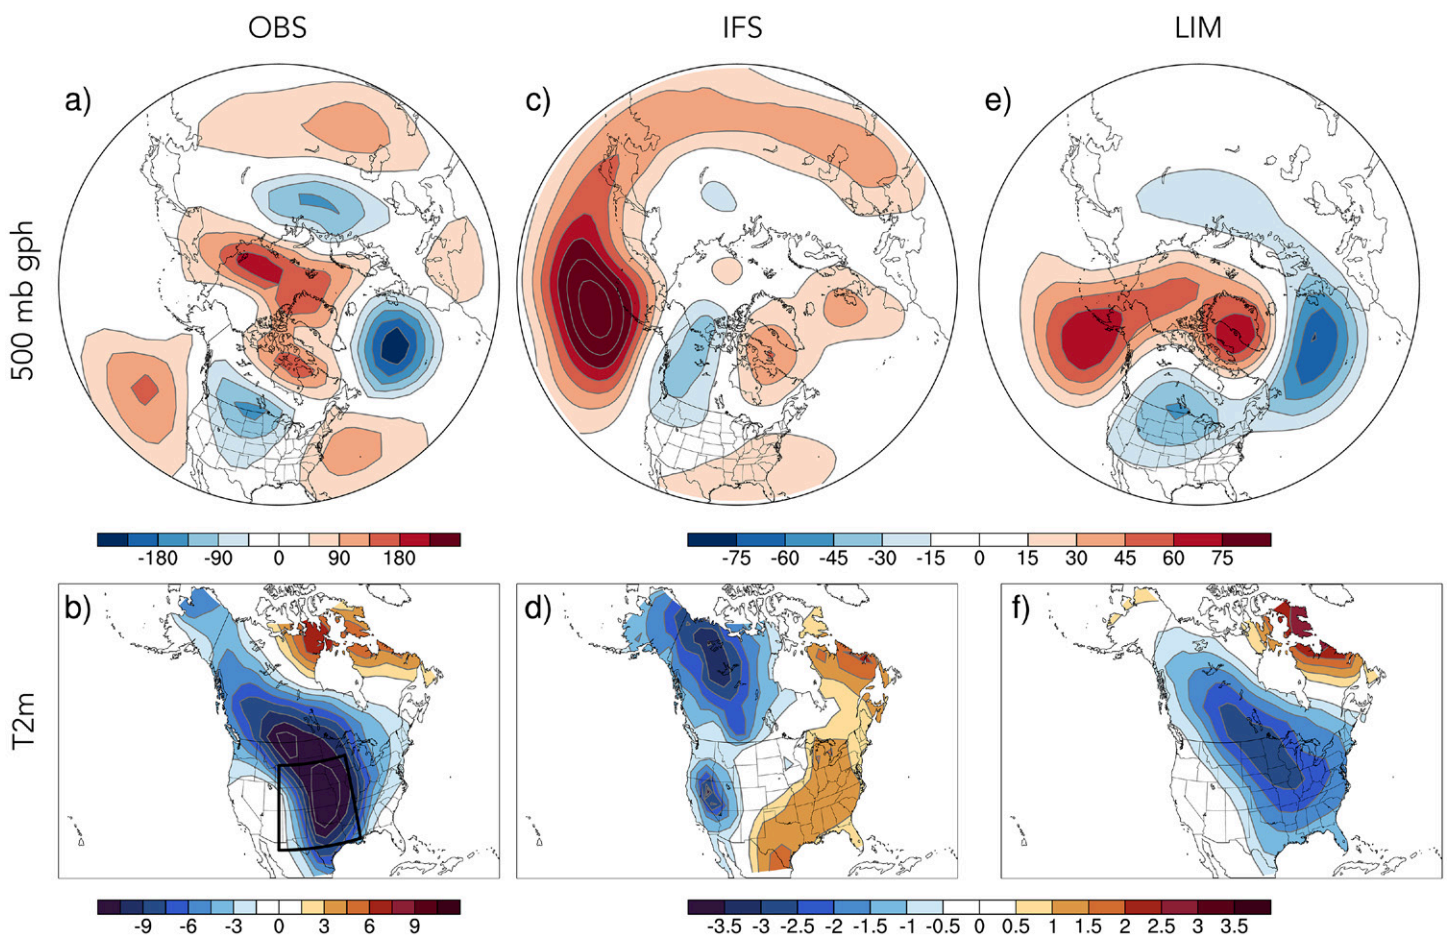 OBS IFS LIM
a) c) e)
500 mb gph
-180 -90 0 90 180
-75 -60 -45 -30 -15 0 15 30 45 60 75
b) d) f)
T2m
-9 -6 -3 0 3 6 9
-3.5 -3 -2.5 -2 -1.5 -1 -0.5 0 0.5 1 1.5 2 2.5 3 3.5